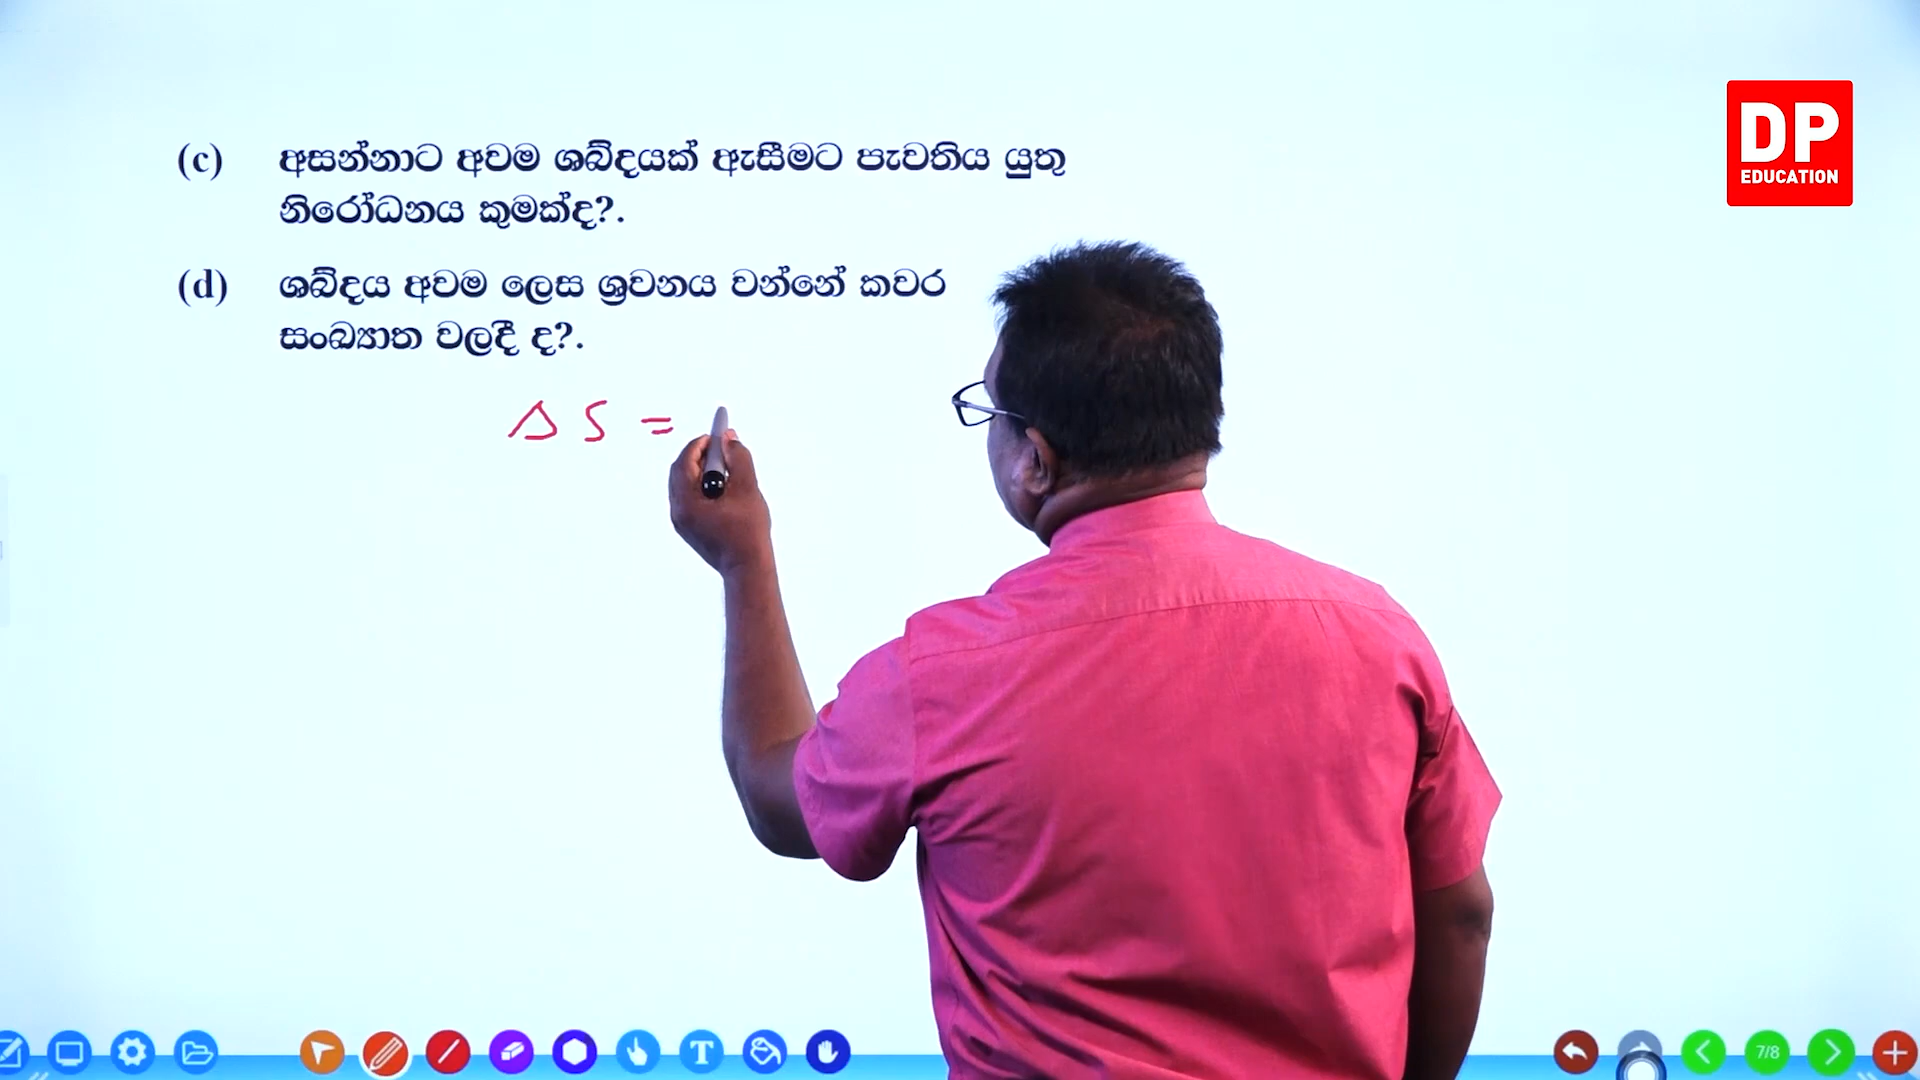 DP
EDUCATION
(c) අසන්නාට අවම ශබ්දයක් ඇසීමට පැවතිය යුතු
නිරෝධනය කුමක්ද?.
(d) ශබ්දය අවම ලෙස ශ්‍රවනය වන්නේ කවර
සංඛ්‍යාත වලදී ද?.
Δ S =
T
7/8